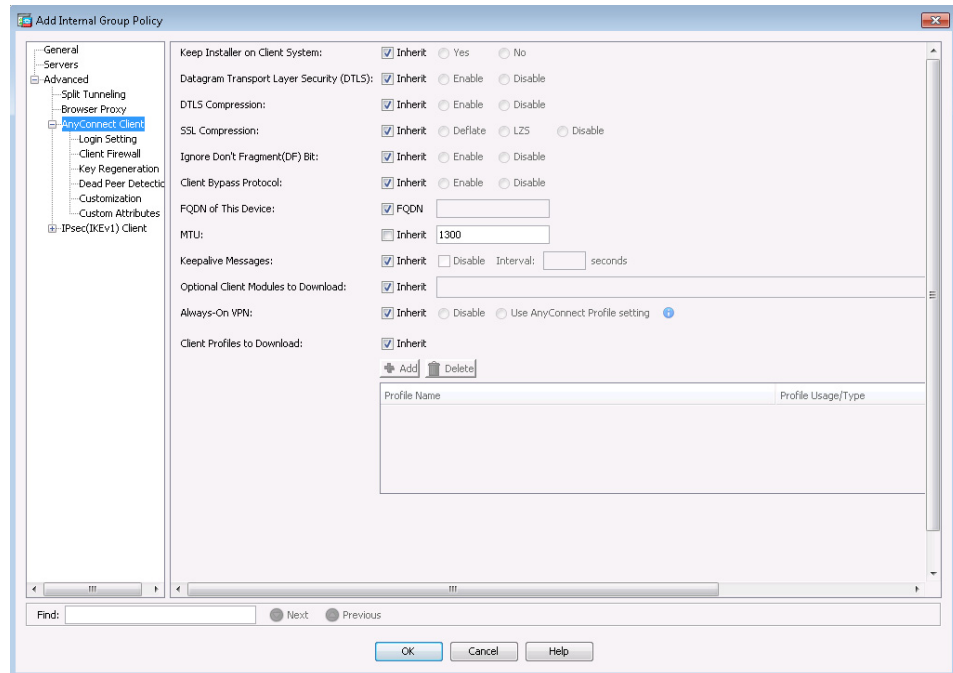 Add Internal Group Policy
General
Servers
Advanced
Split Tunneling
Browser Proxy
AnyConnect Client
Login Setting
Client Firewall
Key Regeneration
Dead Peer Detectic
Customization
Custom Attributes
IPsec(IKEv1) Client
Keep Installer on Client System: Inherit Yes No
Datagram Transport Layer Security (DTLS): Inherit Enable Disable
DTLS Compression: Inherit Enable Disable
SSL Compression: Inherit Deflate LZS Disable
Ignore Don't Fragment(DF) Bit: Inherit Enable Disable
Client Bypass Protocol: Inherit Enable Disable
FQDN of This Device: FQDN
MTU: Inherit 1300
Keepalive Messages: Inherit Disable Interval: seconds
Optional Client Modules to Download: Inherit
Always-On VPN: Inherit Disable Use AnyConnect Profile setting
Client Profiles to Download: Inherit
Add Delete
Profile Name Profile Usage/Type
Find: Next Previous
OK Cancel Help